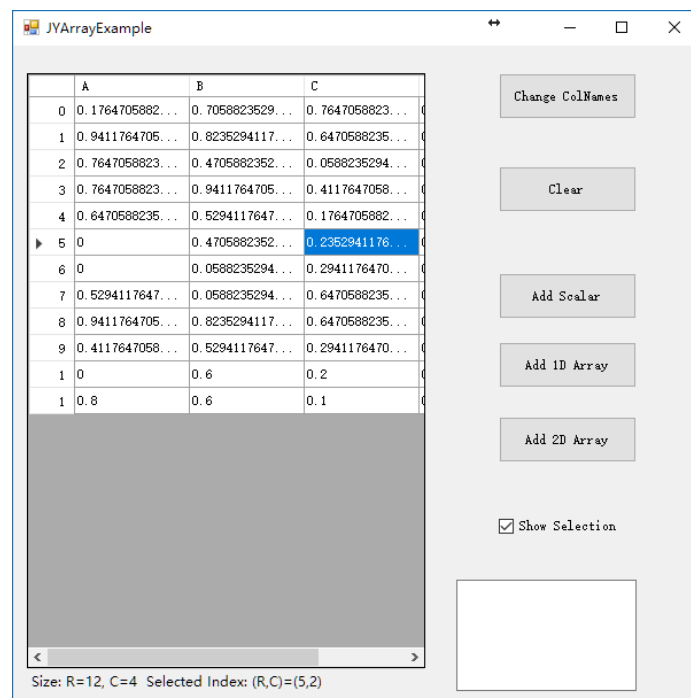 JYArrayExample
A B C
0 0.1764705882... 0.7058823529... 0.7647058823...
1 0.9411764705... 0.8235294117... 0.6470588235...
2 0.7647058823... 0.4705882352... 0.0588235294...
3 0.7647058823... 0.9411764705... 0.4117647058...
4 0.6470588235... 0.5294117647... 0.1764705882...
5 0 0.4705882352... 0.2352941176...
6 0 0.0588235294... 0.2941176470...
7 0.5294117647... 0.0588235294... 0.6470588235...
8 0.9411764705... 0.8235294117... 0.6470588235...
9 0.4117647058... 0.5294117647... 0.2941176470...
1 0 0.6 0.2
1 0.8 0.6 0.1
Size: R=12, C=4 Selected Index: (R,C)=(5,2)
Change ColNames
Clear
Add Scalar
Add 1D Array
Add 2D Array
Show Selection